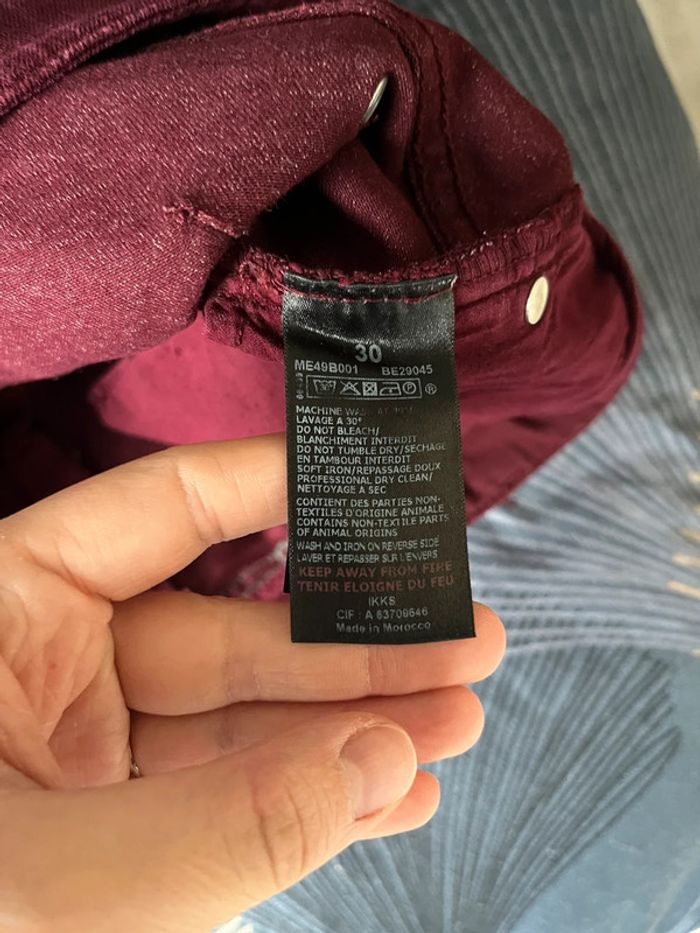 30
ME49B001 BE29045
30° P ®
MACHINE WASH AT 30°/
LAVAGE A 30°
DO NOT BLEACH/
BLANCHIMENT INTERDIT
DO NOT TUMBLE DRY/SECHAGE
EN TAMBOUR INTERDIT
SOFT IRON/REPASSAGE DOUX
PROFESSIONAL DRY CLEAN/
NETTOYAGE A SEC
CONTIENT DES PARTIES NON-
TEXTILES D'ORIGINE ANIMALE
CONTAINS NON-TEXTILE PARTS
OF ANIMAL ORIGINS
WASH AND IRON ON REVERSE SIDE
LAVER ET REPASSER SUR L'ENVERS
KEEP AWAY FROM FIRE
TENIR ELOIGNE DU FEU
IKKS
CIF : A 63709646
Made in Morocco